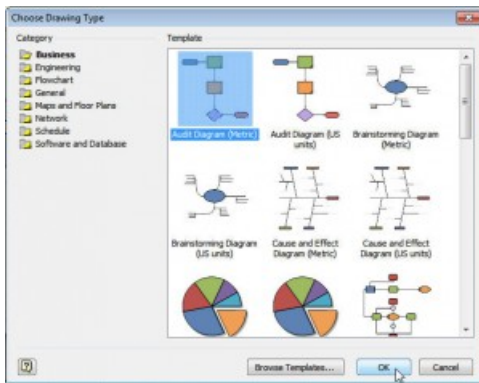 Choose Drawing Type
Category
Template
Business
Engineering
Flowchart
General
Maps and Floor Plans
Network
Schedule
Software and Database
Audit Diagram (Metric)
Audit Diagram (US
units)
Brainstorming Diagram
(Metric)
Brainstorming Diagram
(US units)
Cause and Effect
Diagram (Metric)
Cause and Effect
Diagram (US units)
Browse Templates...
OK
Cancel